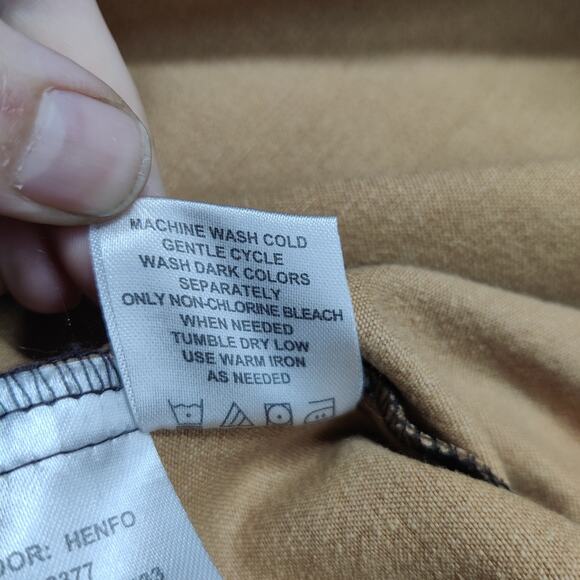 MACHINE WASH COLD
GENTLE CYCLE
WASH DARK COLORS
SEPARATELY
ONLY NON-CHLORINE BLEACH
WHEN NEEDED
TUMBLE DRY LOW
USE WARM IRON
AS NEEDED
HENFO